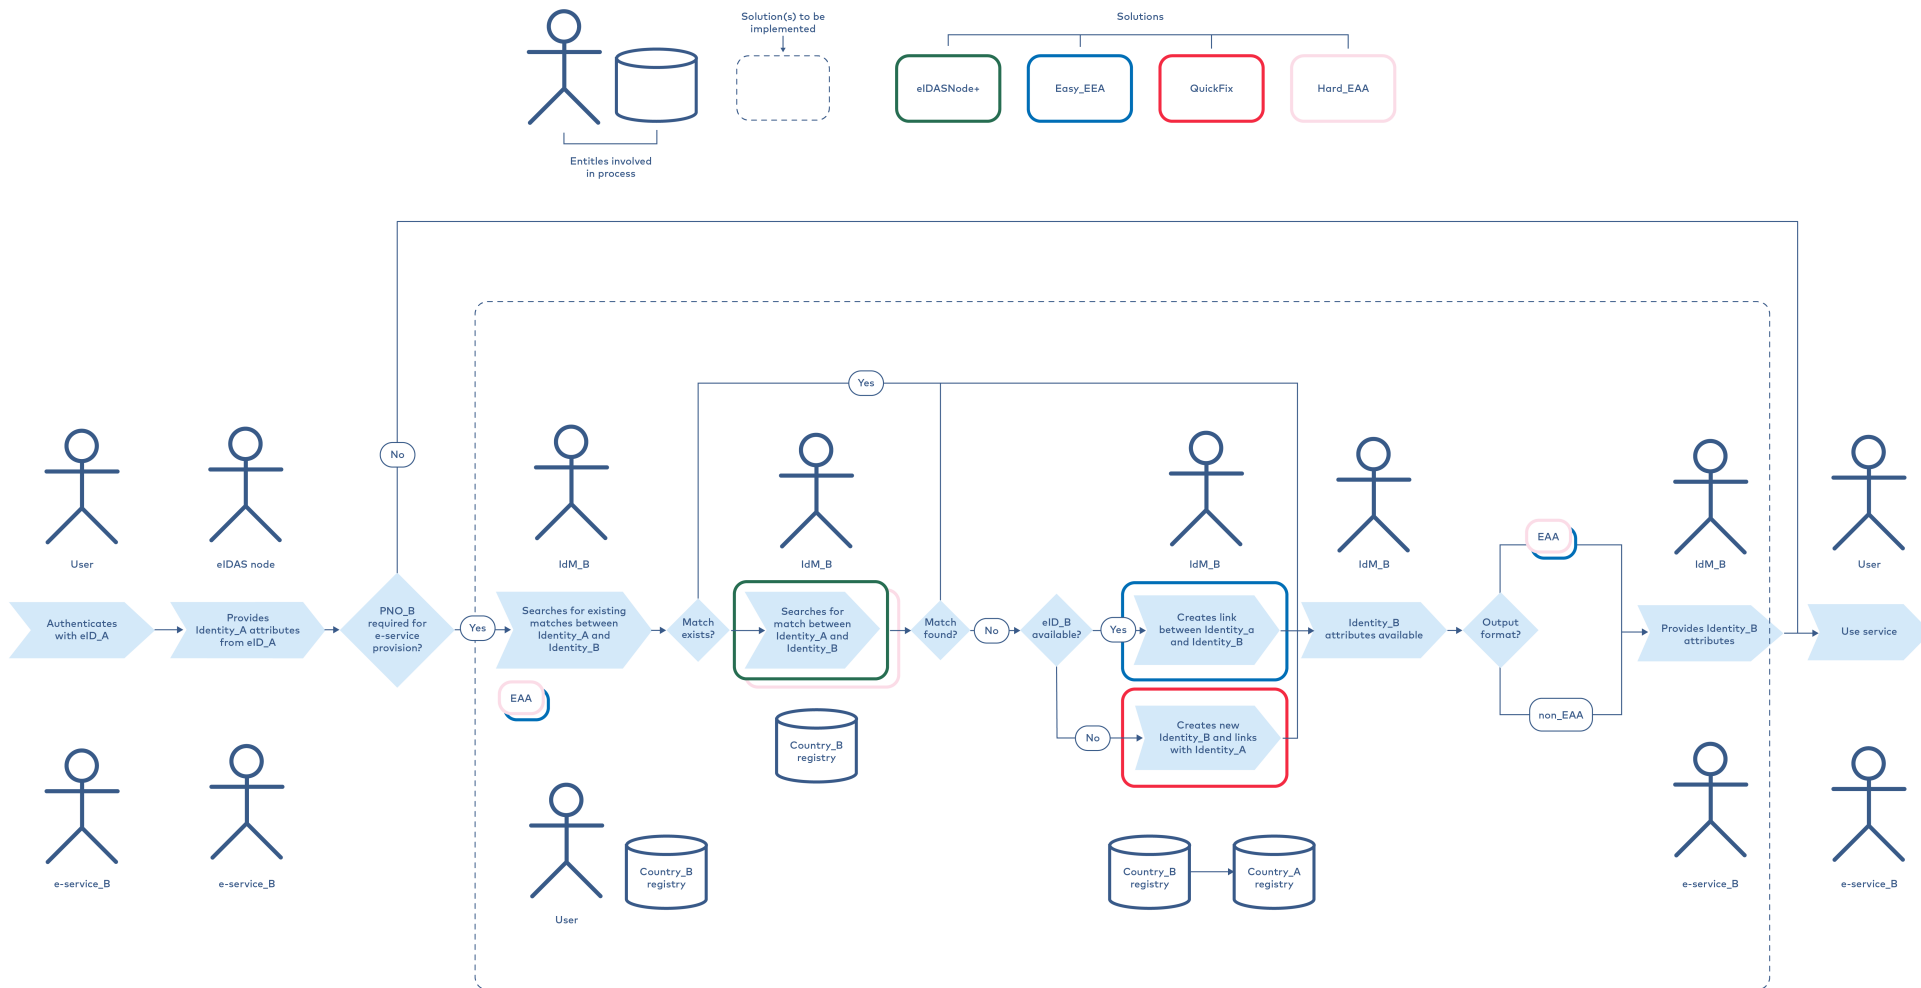 Solution(s) to be
implemented
Solutions
eIDASNode+
Easy_EEA
QuickFix
Hard_EAA
Entitles involved
in process
No
Yes
User
eIDAS node
IdM_B
IdM_B
IdM_B
IdM_B
IdM_B
User
EAA
Authenticates
with eID_A
Provides
Identity_A attributes
from eID_A
PNO_B
required for
e-service
provision?
Yes
Searches for existing
matches between
Identity_A and
Identity_B
Match
exists?
Searches for
match between
Identity_A and
Identity_B
Match
found?
No
eID_B
available?
Yes
Creates link
between Identity_a
and Identity_B
Identity_B
attributes available
Output
format?
Provides Identity_B
attributes
Use service
EAA
No
Creates new
Identity_B and links
with Identity_A
non_EAA
Country_B
registry
e-service_B
e-service_B
User
Country_B
registry
Country_B
registry
Country_A
registry
e-service_B
e-service_B